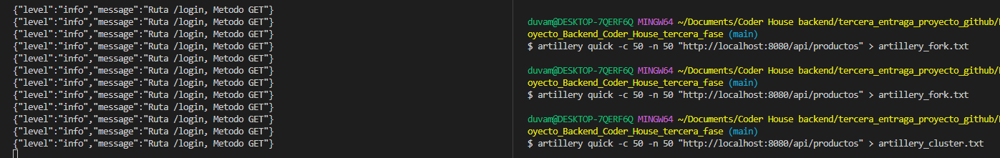 {"level":"info","message":"Ruta /login, Metodo GET"}
{"level":"info","message":"Ruta /login, Metodo GET"}
{"level":"info","message":"Ruta /login, Metodo GET"}
{"level":"info","message":"Ruta /login, Metodo GET"}
{"level":"info","message":"Ruta /login, Metodo GET"}
{"level":"info","message":"Ruta /login, Metodo GET"}
{"level":"info","message":"Ruta /login, Metodo GET"}
{"level":"info","message":"Ruta /login, Metodo GET"}
{"level":"info","message":"Ruta /login, Metodo GET"}
{"level":"info","message":"Ruta /login, Metodo GET"}
{"level":"info","message":"Ruta /login, Metodo GET"}
{"level":"info","message":"Ruta /login, Metodo GET"}
duvam@DESKTOP-7QERF6Q MINGW64 ~/Documents/Coder House backend/tercera_entraga_proyecto_github/
oyecto_Backend_Coder_House_tercera_fase (main)
$ artillery quick -c 50 -n 50 "http://localhost:8080/api/productos" > artillery_fork.txt
duvam@DESKTOP-7QERF6Q MINGW64 ~/Documents/Coder House backend/tercera_entraga_proyecto_github/
oyecto_Backend_Coder_House_tercera_fase (main)
$ artillery quick -c 50 -n 50 "http://localhost:8080/api/productos" > artillery_fork.txt
duvam@DESKTOP-7QERF6Q MINGW64 ~/Documents/Coder House backend/tercera_entraga_proyecto_github/
oyecto_Backend_Coder_House_tercera_fase (main)
$ artillery quick -c 50 -n 50 "http://localhost:8080/api/productos" > artillery_cluster.txt